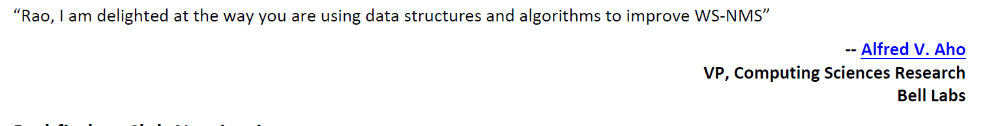 “Rao, I am delighted at the way you are using data structures and algorithms to improve WS-NMS”
-- Alfred V. Aho
VP, Computing Sciences Research
Bell Labs